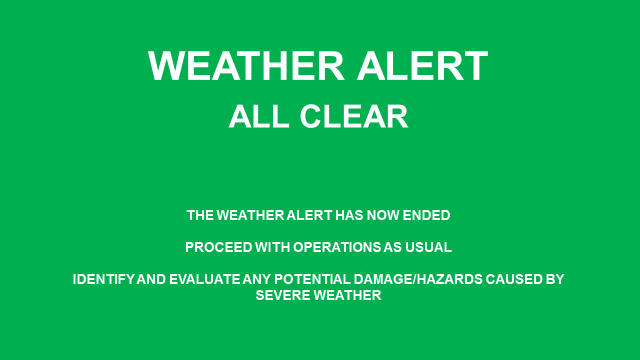 WEATHER ALERT
ALL CLEAR
THE WEATHER ALERT HAS NOW ENDED
PROCEED WITH OPERATIONS AS USUAL
IDENTIFY AND EVALUATE ANY POTENTIAL DAMAGE/HAZARDS CAUSED BY
SEVERE WEATHER